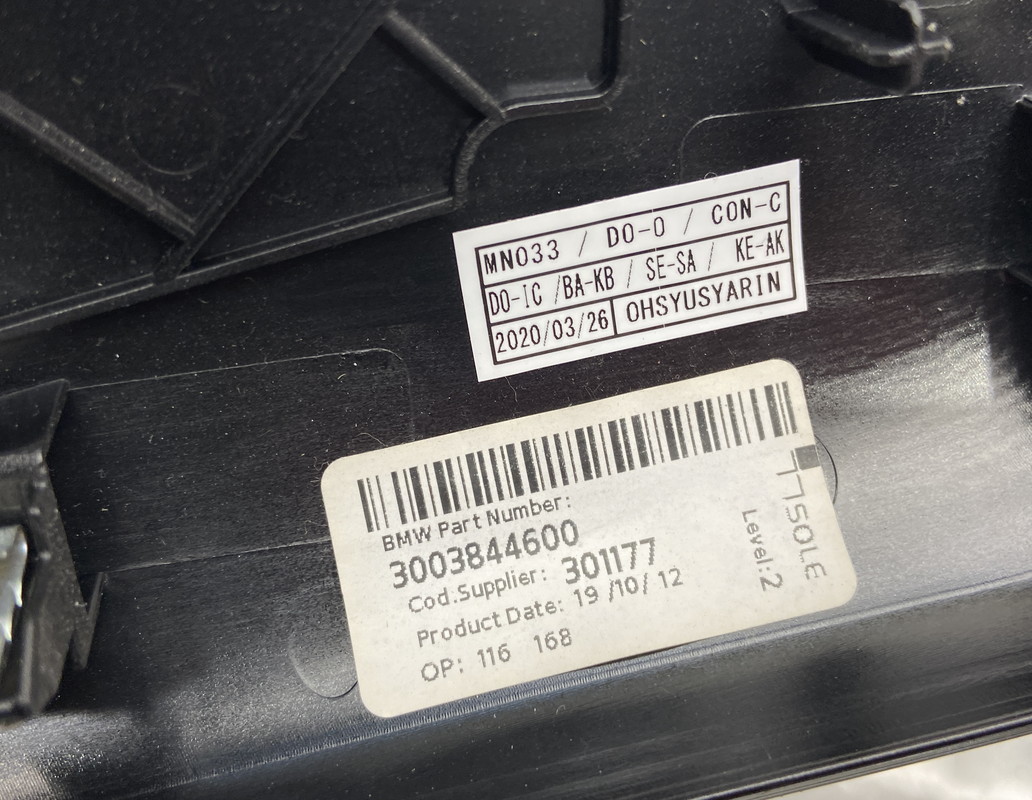 MN033 / DO-O / CON-C
DO-IC /BA-KB / SE-SA / KE-AK
2020/03/26 OHSYUSYARIN
BMW Part Number:
3003844600
Cod.Supplier: 301177
Product Date: 19 /10/ 12
OP: 116 168
Level:2